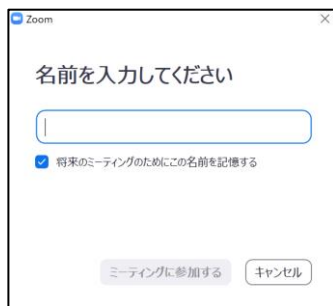 Zoom
名前を入力してください
将来のミーティングのためにこの名前を記憶する
ミーティングに参加する
キャンセル